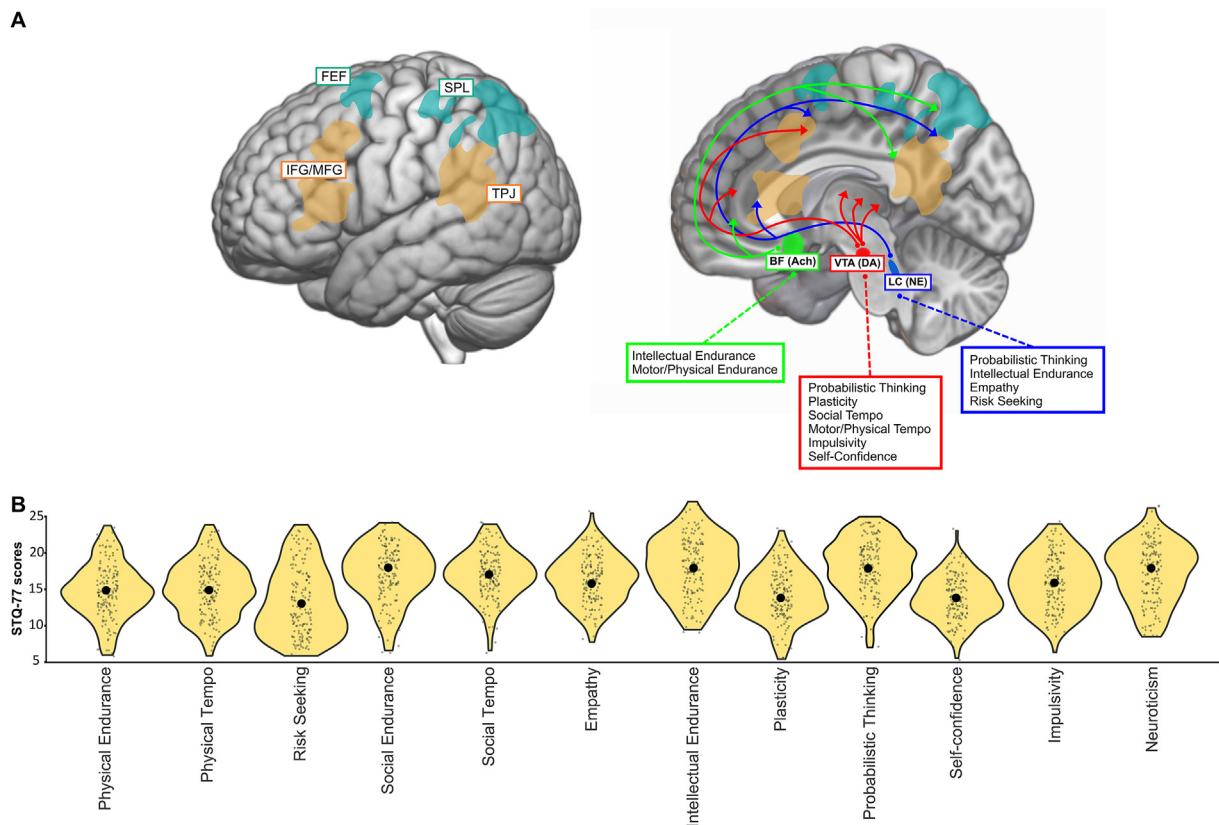 A
FEF
SPL
IFG/MFG
TPJ
BF (Ach)
VTA (DA)
LC (NE)
Intellectual Endurance
Motor/Physical Endurance
Probabilistic Thinking
Plasticity
Social Tempo
Motor/Physical Tempo
Impulsivity
Self-Confidence
Probabilistic Thinking
Intellectual Endurance
Empathy
Risk Seeking
B
STQ-77 scores
25
20
15
10
5
Physical Endurance
Physical Tempo
Risk Seeking
Social Endurance
Social Tempo
Empathy
Intellectual Endurance
Plasticity
Probabilistic Thinking
Self-confidence
Impulsivity
Neuroticism